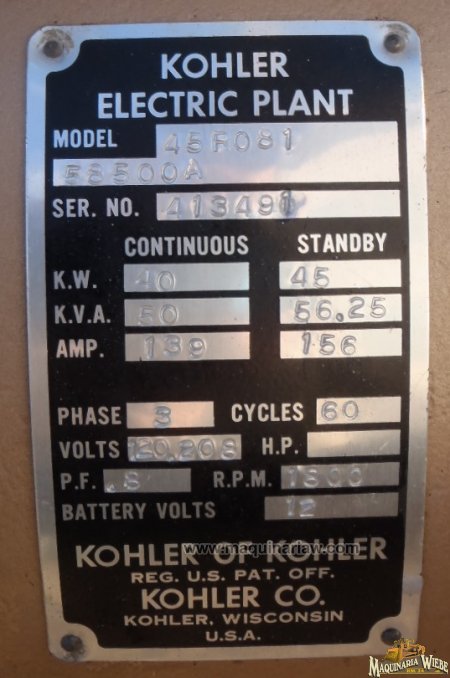 KOHLER
ELECTRIC PLANT
MODEL 45F081
58500A
SER. NO. 413491
CONTINUOUS STANDBY
K.W. 40 45
K.V.A. 50 56.25
AMP. 139 156
PHASE 3 CYCLES 60
VOLTS 120.208 H.P.
P.F. .8 R.P.M. 1800
BATTERY VOLTS 12
www.maquinariaw.com
KOHLER OF KOHLER
REG. U.S. PAT. OFF.
KOHLER CO.
KOHLER, WISCONSIN
U.S.A.
MAQUINARIA WIEBE